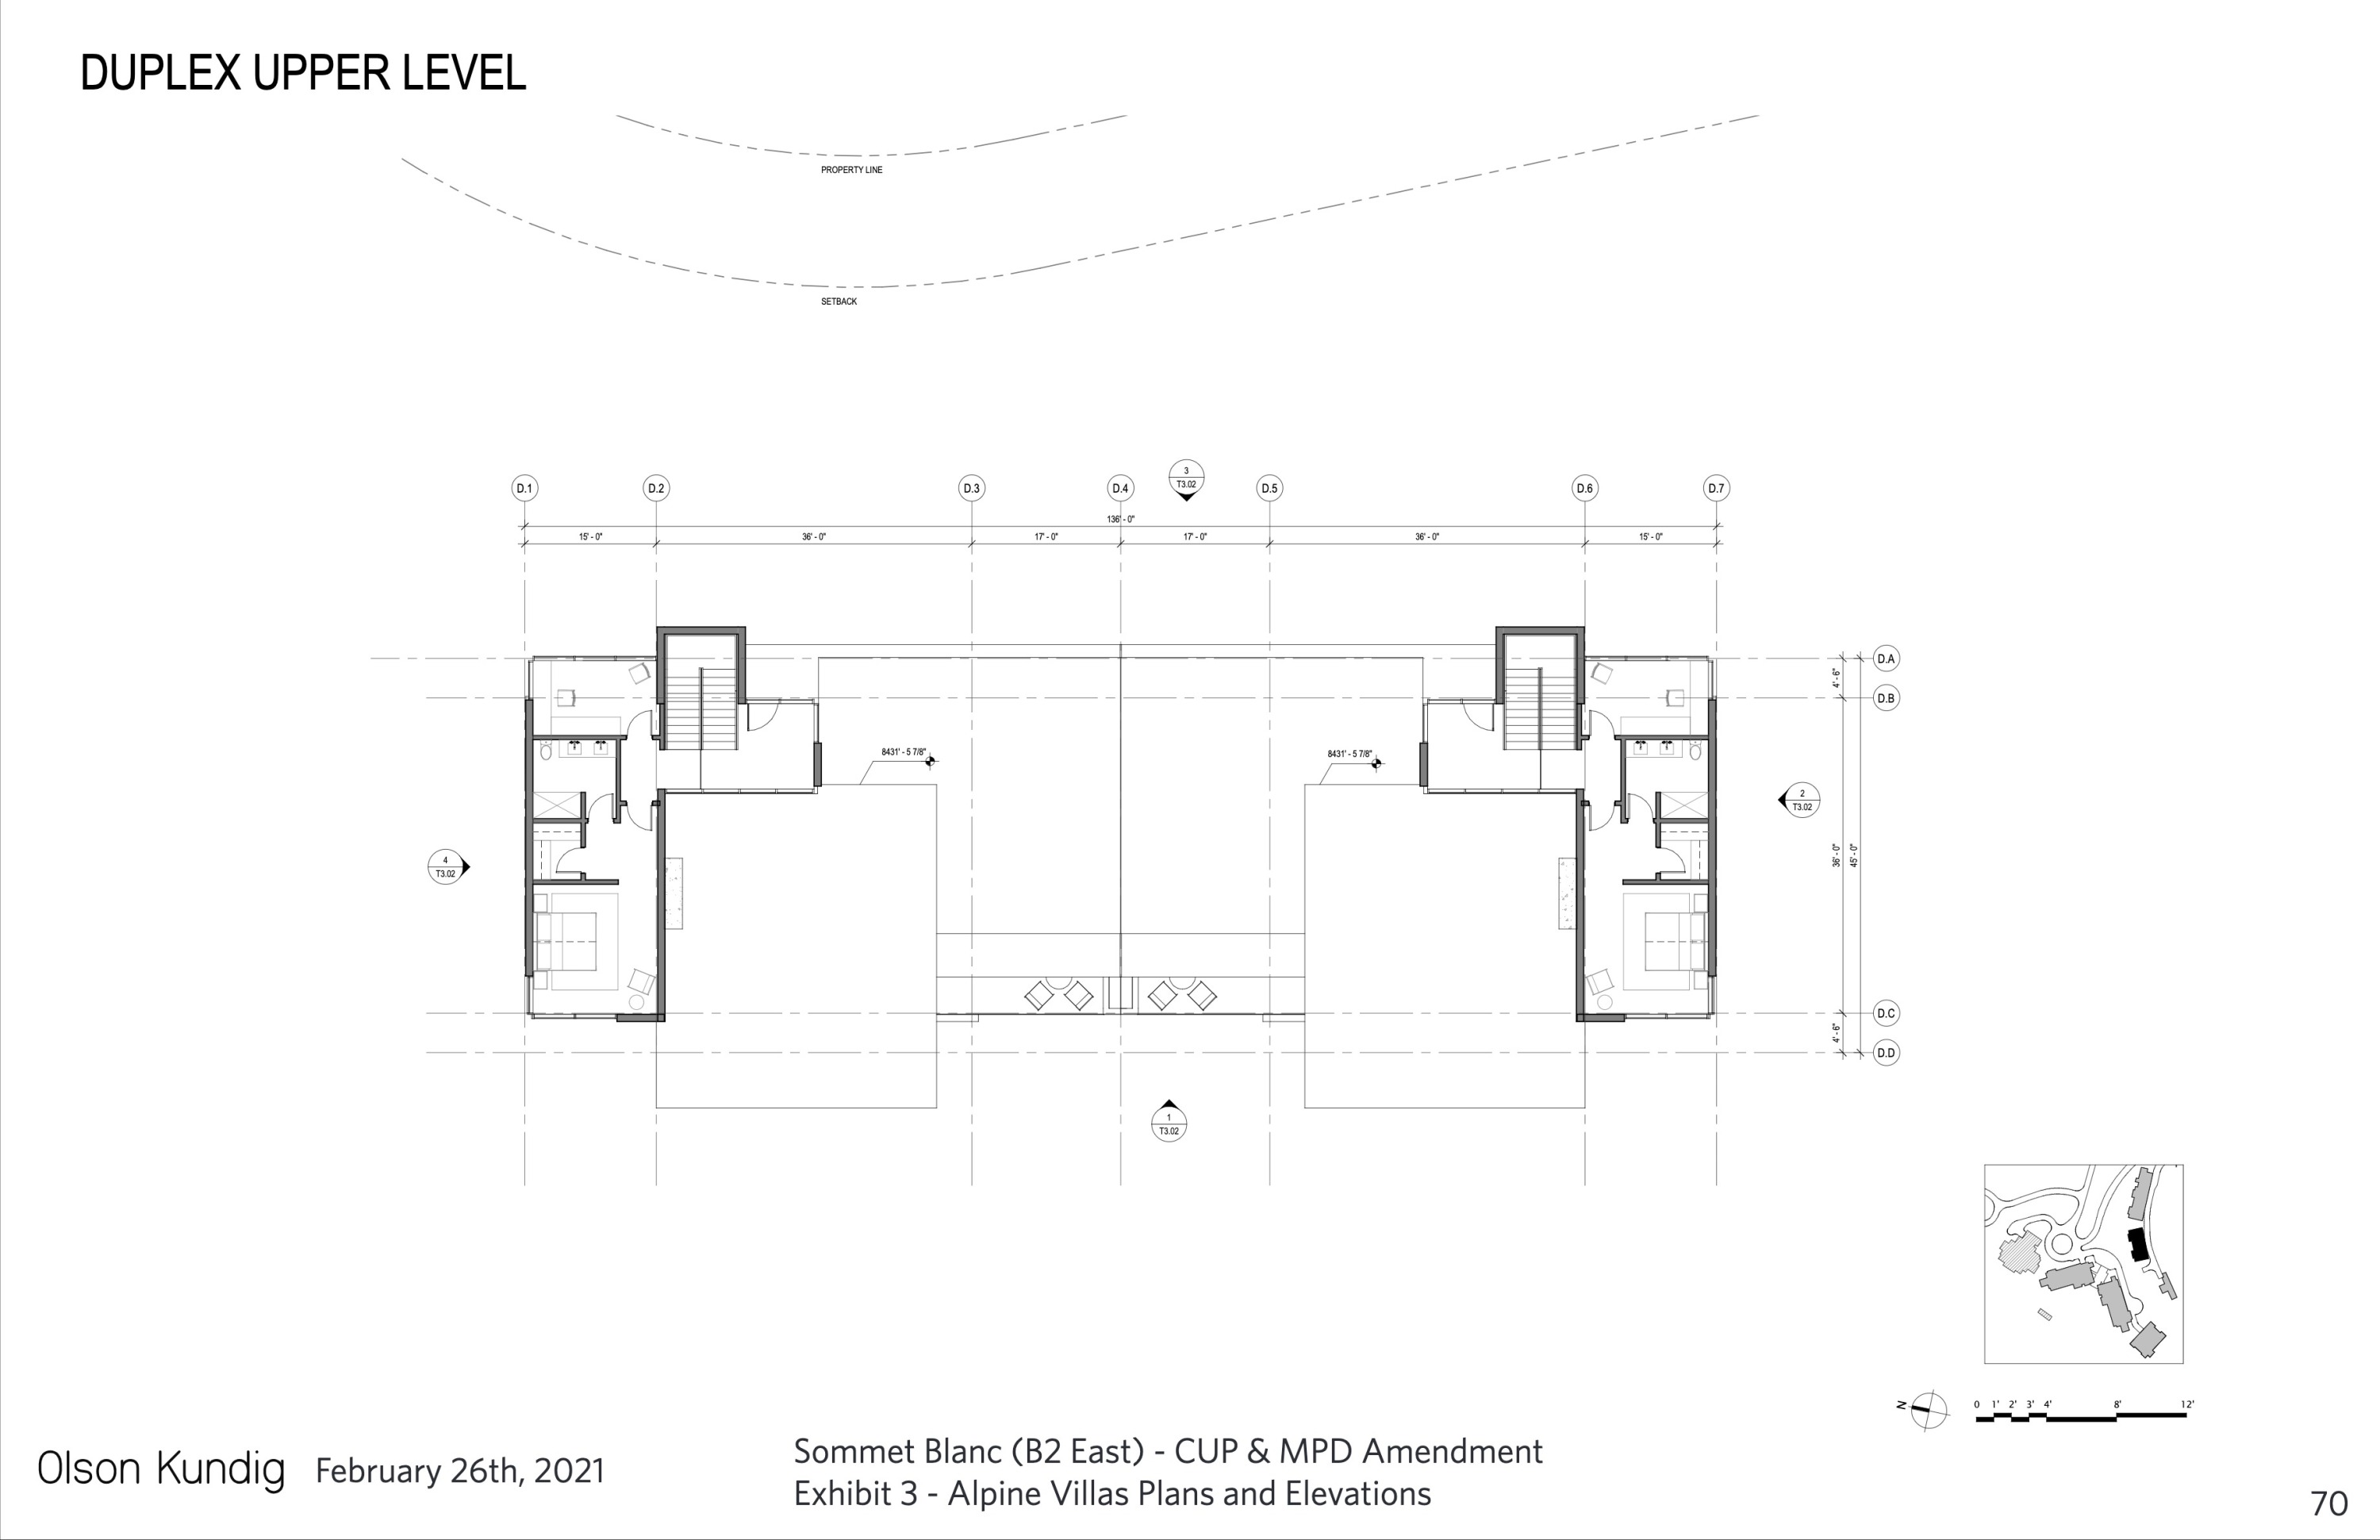 DUPLEX UPPER LEVEL
PROPERTY LINE
SETBACK
3
T3.02
D.1
D.2
D.3
D.4
D.5
D.6
D.7
136' - 0"
15' - 0"
36' - 0"
17' - 0"
17' - 0"
36' - 0"
15' - 0"
D.A
4' - 6"
D.B
8431' - 5 7/8"
8431' - 5 7/8"
2
T3.02
36' - 0"
45' - 0"
4
T3.02
D.C
4' - 6"
D.D
1
T3.02
N
0 1' 2' 3' 4' 8' 12'
Olson Kundig February 26th, 2021
Sommet Blanc (B2 East) - CUP & MPD Amendment
Exhibit 3 - Alpine Villas Plans and Elevations
70